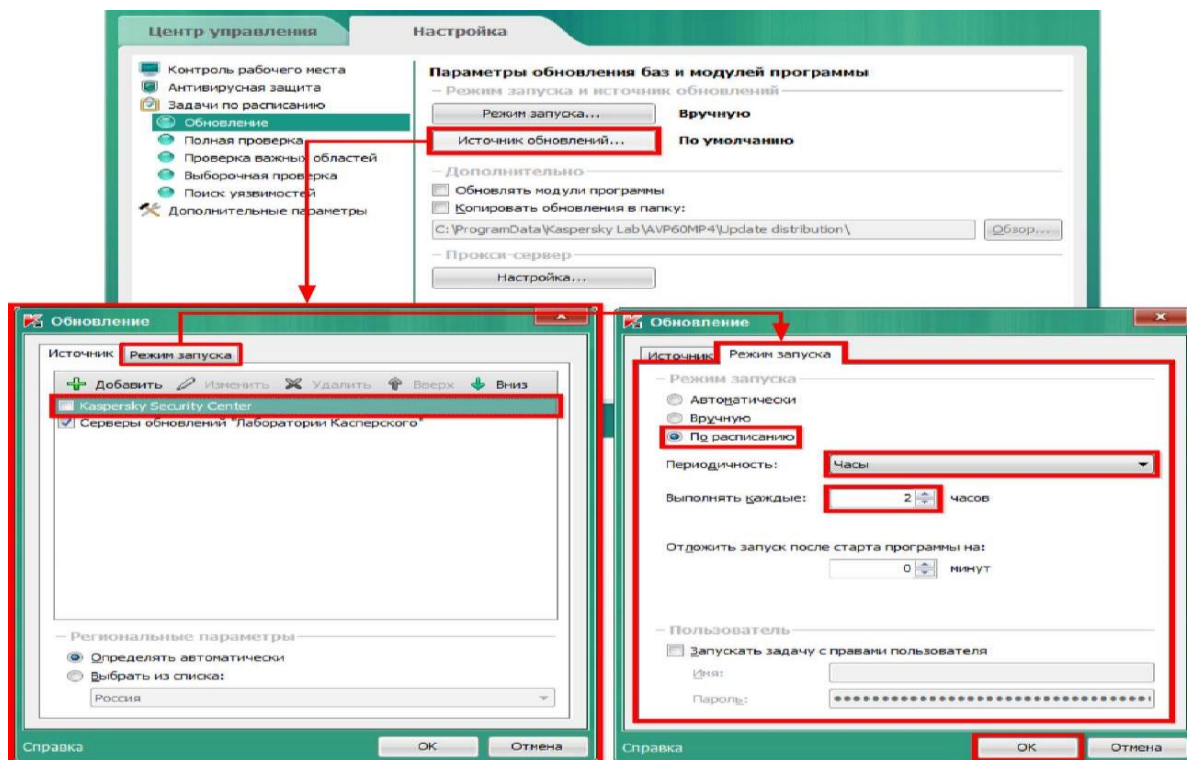 Центр управления
Настройка
Контроль рабочего места
Антивирусная защита
Задачи по расписанию
Обновление
Полная проверка
Проверка важных областей
Выборочная проверка
Поиск уязвимостей
Дополнительные параметры
Параметры обновления баз и модулей программы
Режим запуска и источник обновлений
Режим запуска... Вручную
Источник обновлений... По умолчанию
Дополнительно
Обновлять модули программы
Копировать обновления в папку:
C:\ProgramData\Kaspersky Lab\AVP60MP4\Update distribution\ Обзор...
Прокси-сервер
Настройка...
Обновление
Источник Режим запуска
Добавить Изменить Удалить Вверх Вниз
Kaspersky Security Center
Серверы обновлений "Лаборатории Касперского"
Региональные параметры
Определять автоматически
Выбрать из списка:
Россия
Справка OK Отмена
Обновление
Источник Режим запуска
Режим запуска
Автоматически
Вручную
По расписанию
Периодичность: Часы
Выполнять каждые: 2 часов
Отложить запуск после старта программы на:
0 минут
Пользователь
Запускать задачу с правами пользователя
Имя:
Пароль:
Справка OK Отмена